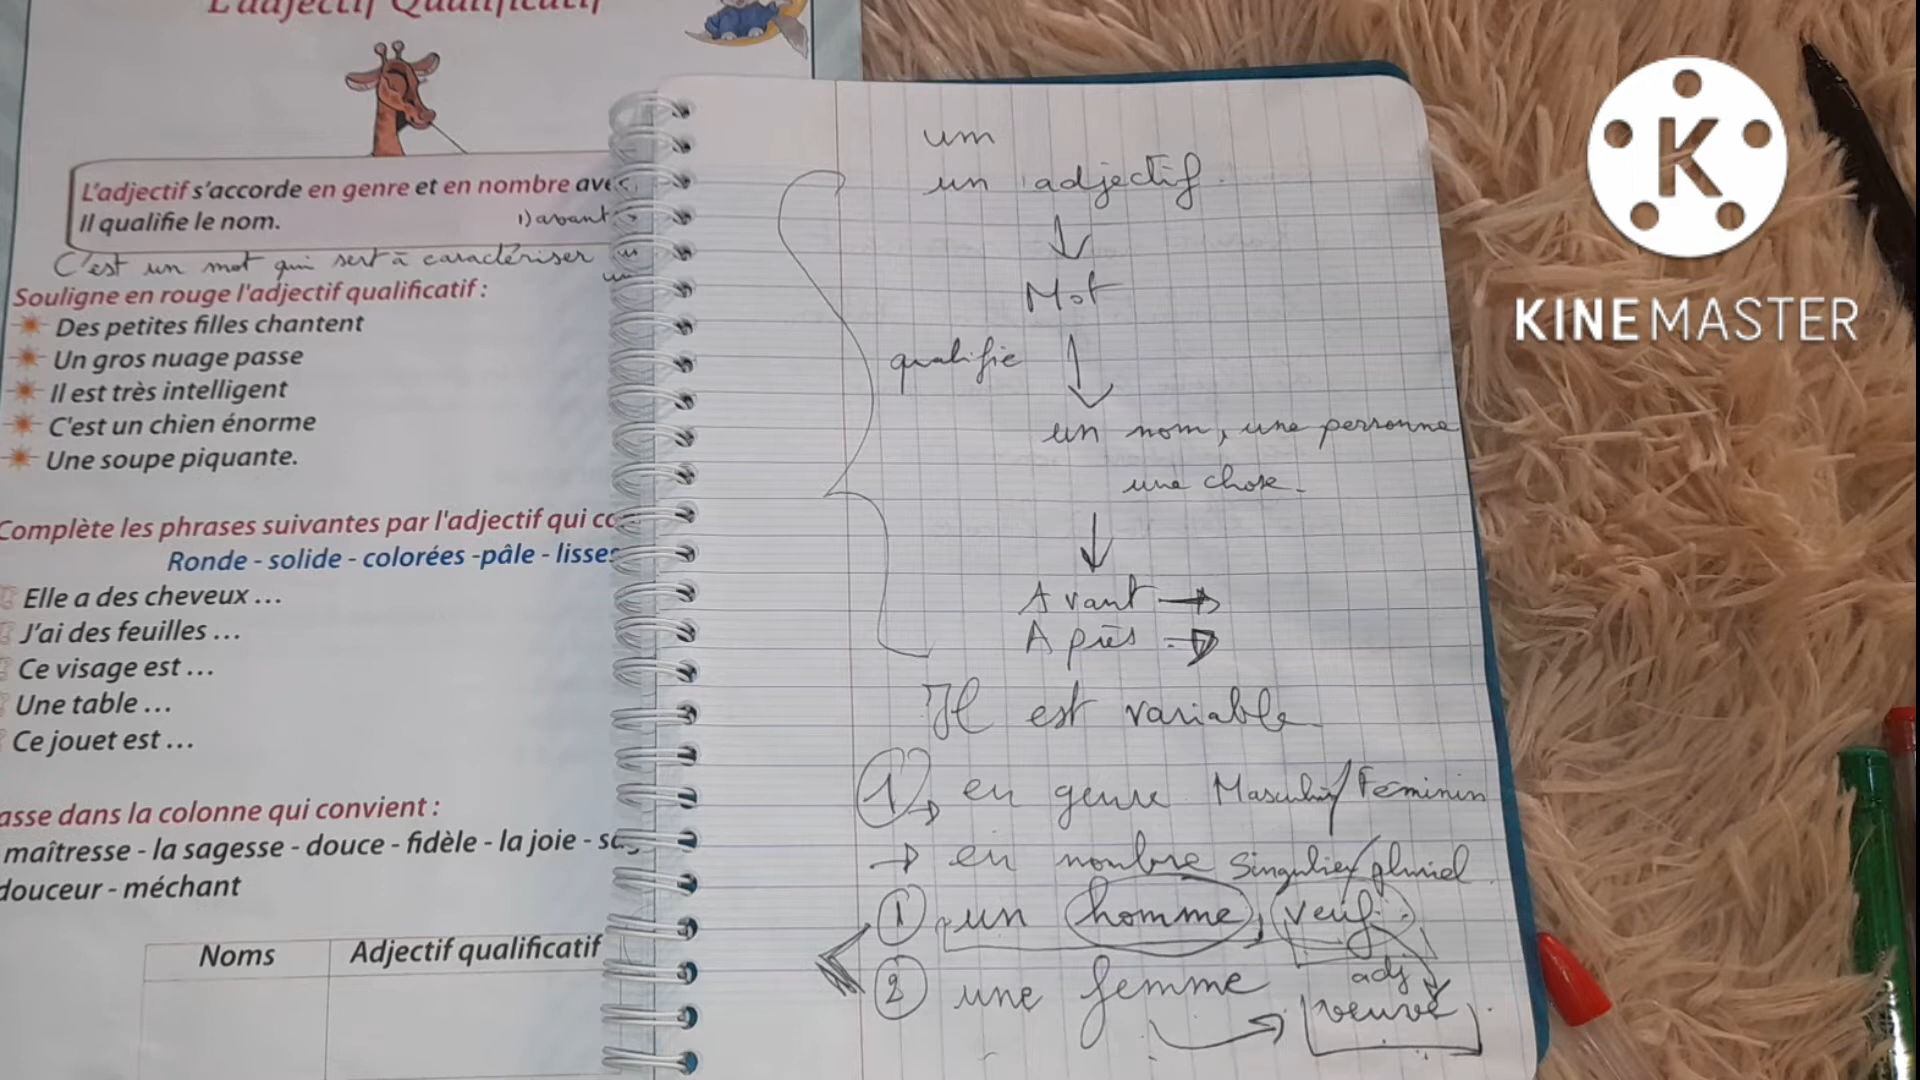 L'adjectif Qualificatif
L'adjectif s'accorde en genre et en nombre avec
Il qualifie le nom.
1) avant
C'est un mot qui sert à caractériser
Souligne en rouge l'adjectif qualificatif :
Des petites filles chantent
Un gros nuage passe
Il est très intelligent
C'est un chien énorme
Une soupe piquante.
Complète les phrases suivantes par l'adjectif qui
Ronde - solide - colorées -pâle - lisses
Elle a des cheveux ...
J'ai des feuilles ...
Ce visage est ...
Une table ...
Ce jouet est ...
asse dans la colonne qui convient :
maîtresse - la sagesse - douce - fidèle - la joie -
douceur - méchant
Noms
Adjectif qualificatif
um
un adjectif.
Mot
qualifie
un nom, une personne
une chose.
Avant
Après
Il est variable
1 en genre Masculin/Féminin
en nombre singulier/pluriel.
1 un homme, veuf.
adj
2 une femme veuve
KINEMASTER